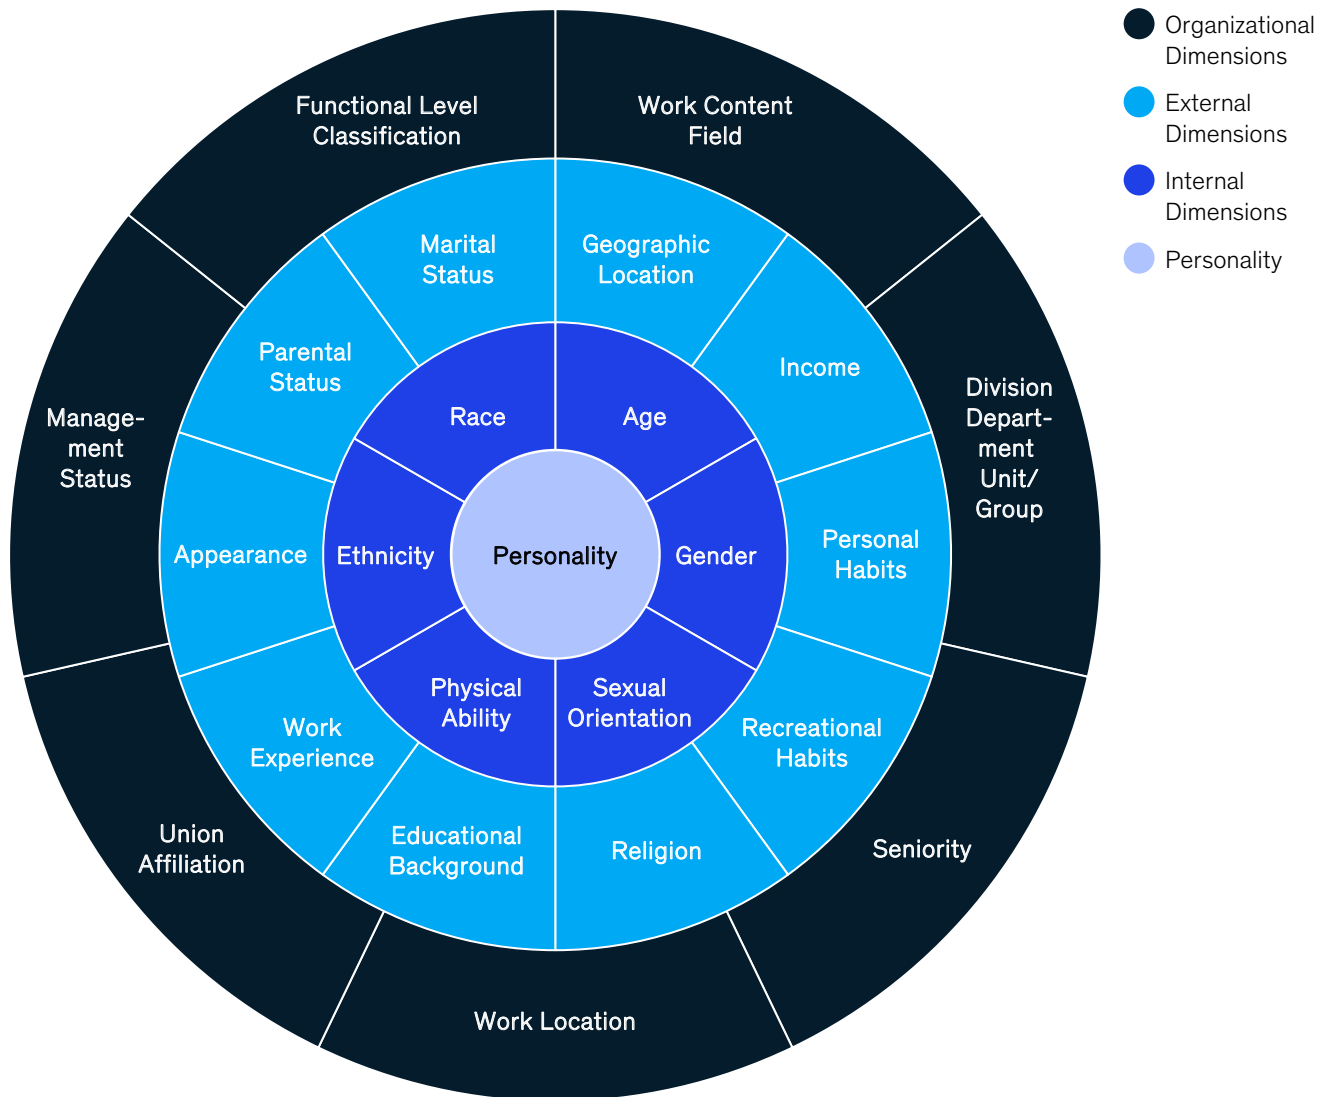 Organizational
Dimensions
External
Dimensions
Internal
Dimensions
Personality
Functional Level
Classification
Work Content
Field
Division
Depart-
ment
Unit/
Group
Seniority
Work Location
Union
Affiliation
Manage-
ment
Status
Marital
Status
Geographic
Location
Income
Personal
Habits
Recreational
Habits
Religion
Educational
Background
Work
Experience
Appearance
Parental
Status
Race
Age
Gender
Sexual
Orientation
Physical
Ability
Ethnicity
Personality